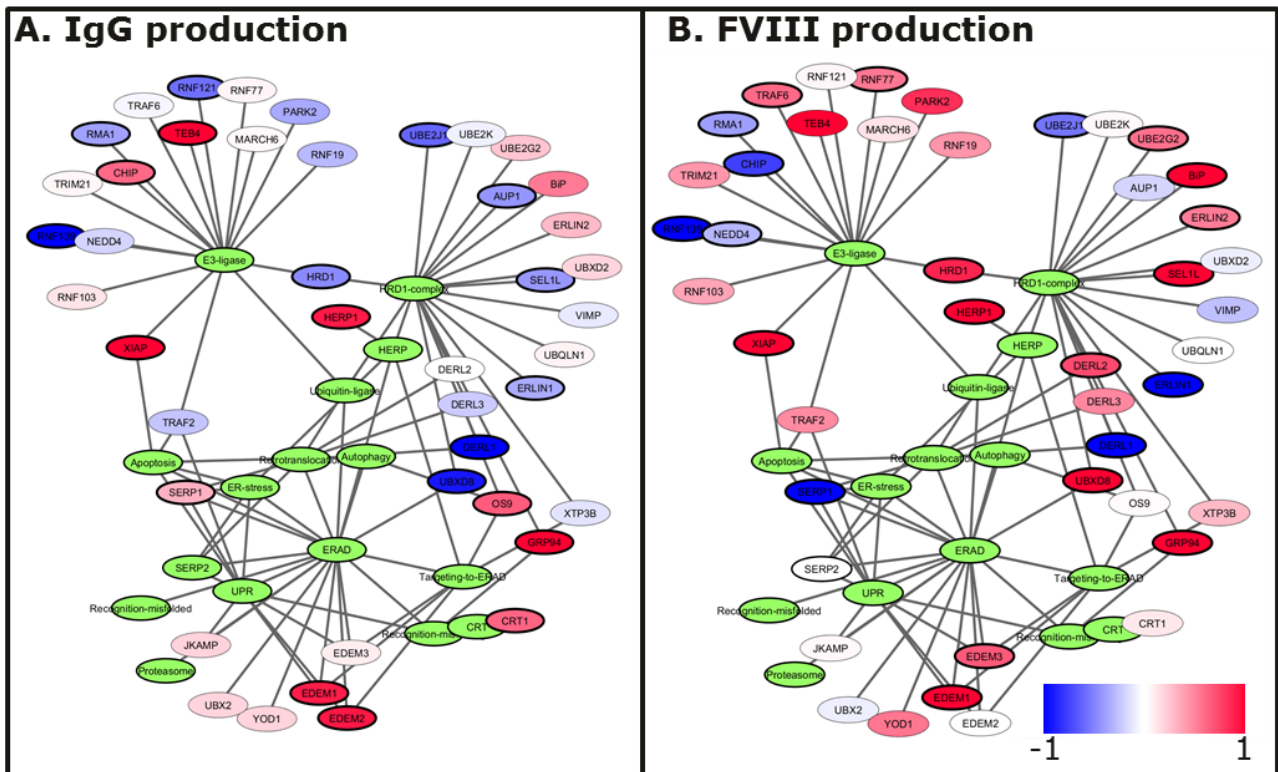 A. IgG production
RNF121
RNF77
TRAF6
PARK2
RMA1
TEB4
MARCH6
UBE2J1
UBE2K
UBE2G2
RNF19
CHIP
TRIM21
AUP1
BiP
ERLIN2
NEDD4
E3-ligase
HRD1
UBXD2
SEL1L
RNF103
VIMP
HERP1
XIAP
HERP
UBQLN1
DERL2
Ubiquitin-ligase
ERLIN1
DERL3
TRAF2
DERL1
Apoptosis
Autophagy
UBXD8
SERP1
ER-stress
OS9
XTP3B
GRP94
ERAD
SERP2
Targeting-to-ERAD
UPR
Recognition-misfolded
CRT
CRT1
JKAMP
EDEM3
Proteasome
EDEM1
UBX2
YOD1
EDEM2
B. FVIII production
RNF121
RNF77
TRAF6
PARK2
RMA1
TEB4
MARCH6
UBE2J1
UBE2K
UBE2G2
RNF19
CHIP
TRIM21
AUP1
BiP
ERLIN2
NEDD4
E3-ligase
HRD1
UBXD2
SEL1L
RNF103
VIMP
HERP1
XIAP
HERP
UBQLN1
DERL2
Ubiquitin-ligase
ERLIN1
DERL3
TRAF2
DERL1
Apoptosis
Autophagy
UBXD8
SERP1
ER-stress
OS9
XTP3B
GRP94
ERAD
SERP2
Targeting-to-ERAD
UPR
Recognition-misfolded
CRT
CRT1
JKAMP
EDEM3
Proteasome
EDEM1
UBX2
YOD1
EDEM2
-1
1